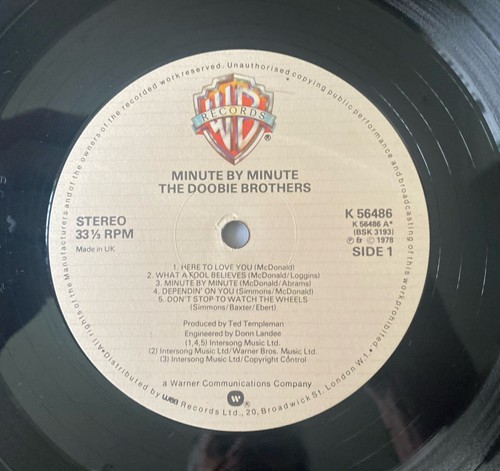 All rights of the Manufacturers and of the owners of the recorded work reserved. Unauthorised copying public performance and broadcasting of this work prohibited.
WB
RECORDS
®
MINUTE BY MINUTE
THE DOOBIE BROTHERS
STEREO
33⅓ RPM
Made in UK
K 56486
K 56486 A*
(BSK 3193)
℗ & © 1978
SIDE 1
1. HERE TO LOVE YOU (McDonald)
2. WHAT A FOOL BELIEVES (McDonald/Loggins)
3. MINUTE BY MINUTE (McDonald/Abrams)
4. DEPENDIN' ON YOU (Simmons/McDonald)
5. DON'T STOP TO WATCH THE WHEELS
(Simmons/Baxter/Ebert)
Produced by Ted Templeman
Engineered by Donn Landee
(1,4,5) Intersong Music Ltd
(2) Intersong Music Ltd/Warner Bros. Music Ltd.
(3) Intersong Music Ltd/Copyright Control
a Warner Communications Company
Distributed by wea Records Ltd., 20, Broadwick St. London W1.